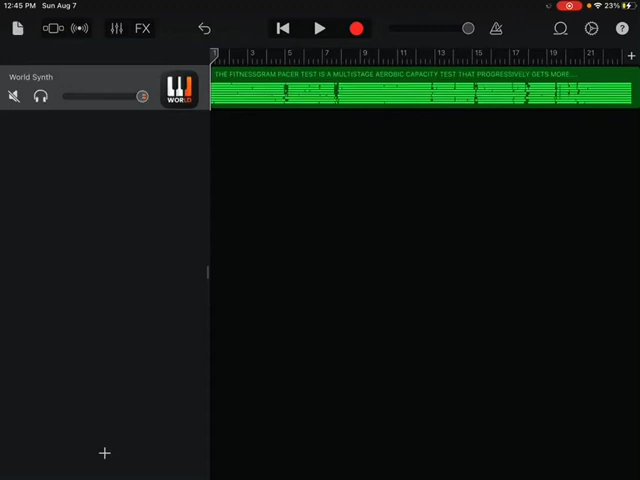 12:45 PM Sun Aug 7
23%
FX
1 3 5 7 9 11 13 15 17 19 21
World Synth
WORLD
THE FITNESSGRAM PACER TEST IS A MULTISTAGE AEROBIC CAPACITY TEST THAT PROGRESSIVELY GETS MORE....